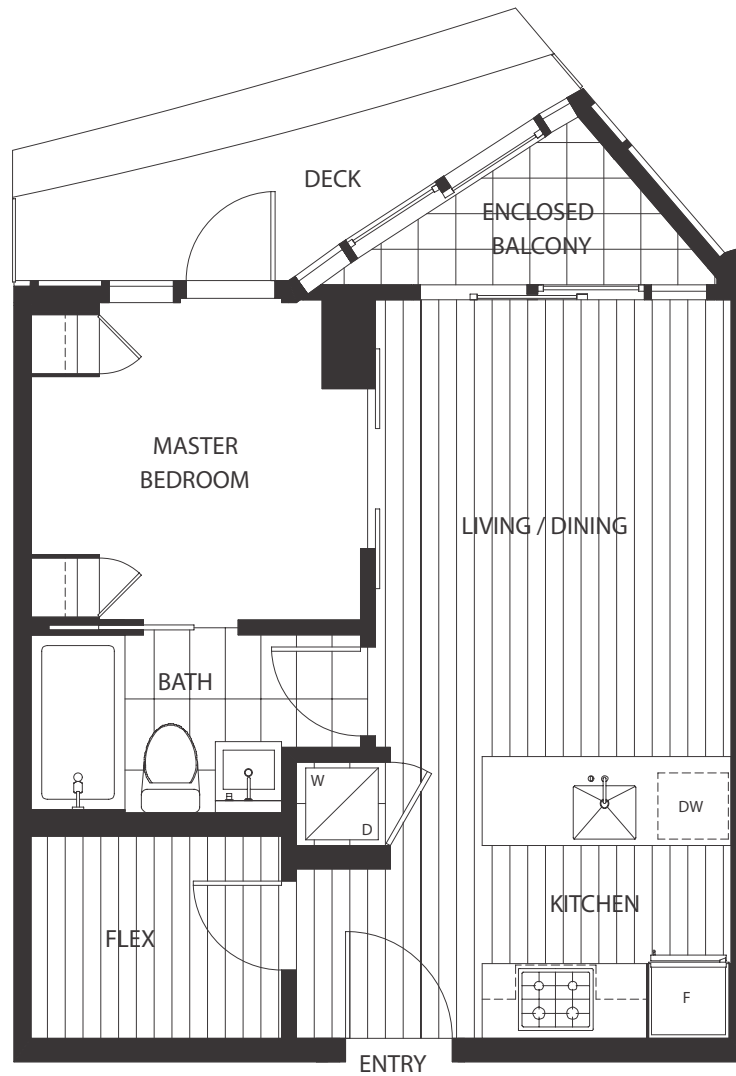 DECK
ENCLOSED
BALCONY
MASTER
BEDROOM
LIVING / DINING
BATH
W
D
DW
KITCHEN
FLEX
F
ENTRY